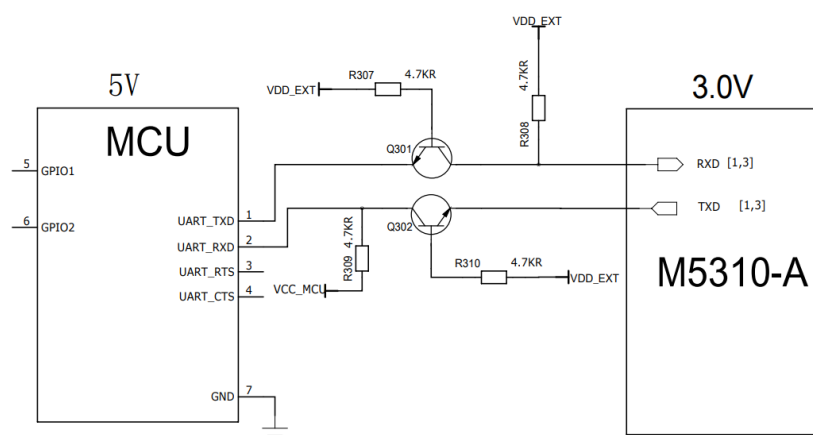 VDD_EXT
5V
R307
4.7KR
3.0V
VDD_EXT
4.7KR
R308
MCU
Q301
5
GPIO1
RXD
[1,3]
UART_TXD
1
TXD
[1,3]
6
GPIO2
Q302
UART_RXD
2
4.7KR
R309
R310
4.7KR
UART_RTS
3
M5310-A
VDD_EXT
UART_CTS
4
VCC_MCU
GND
7